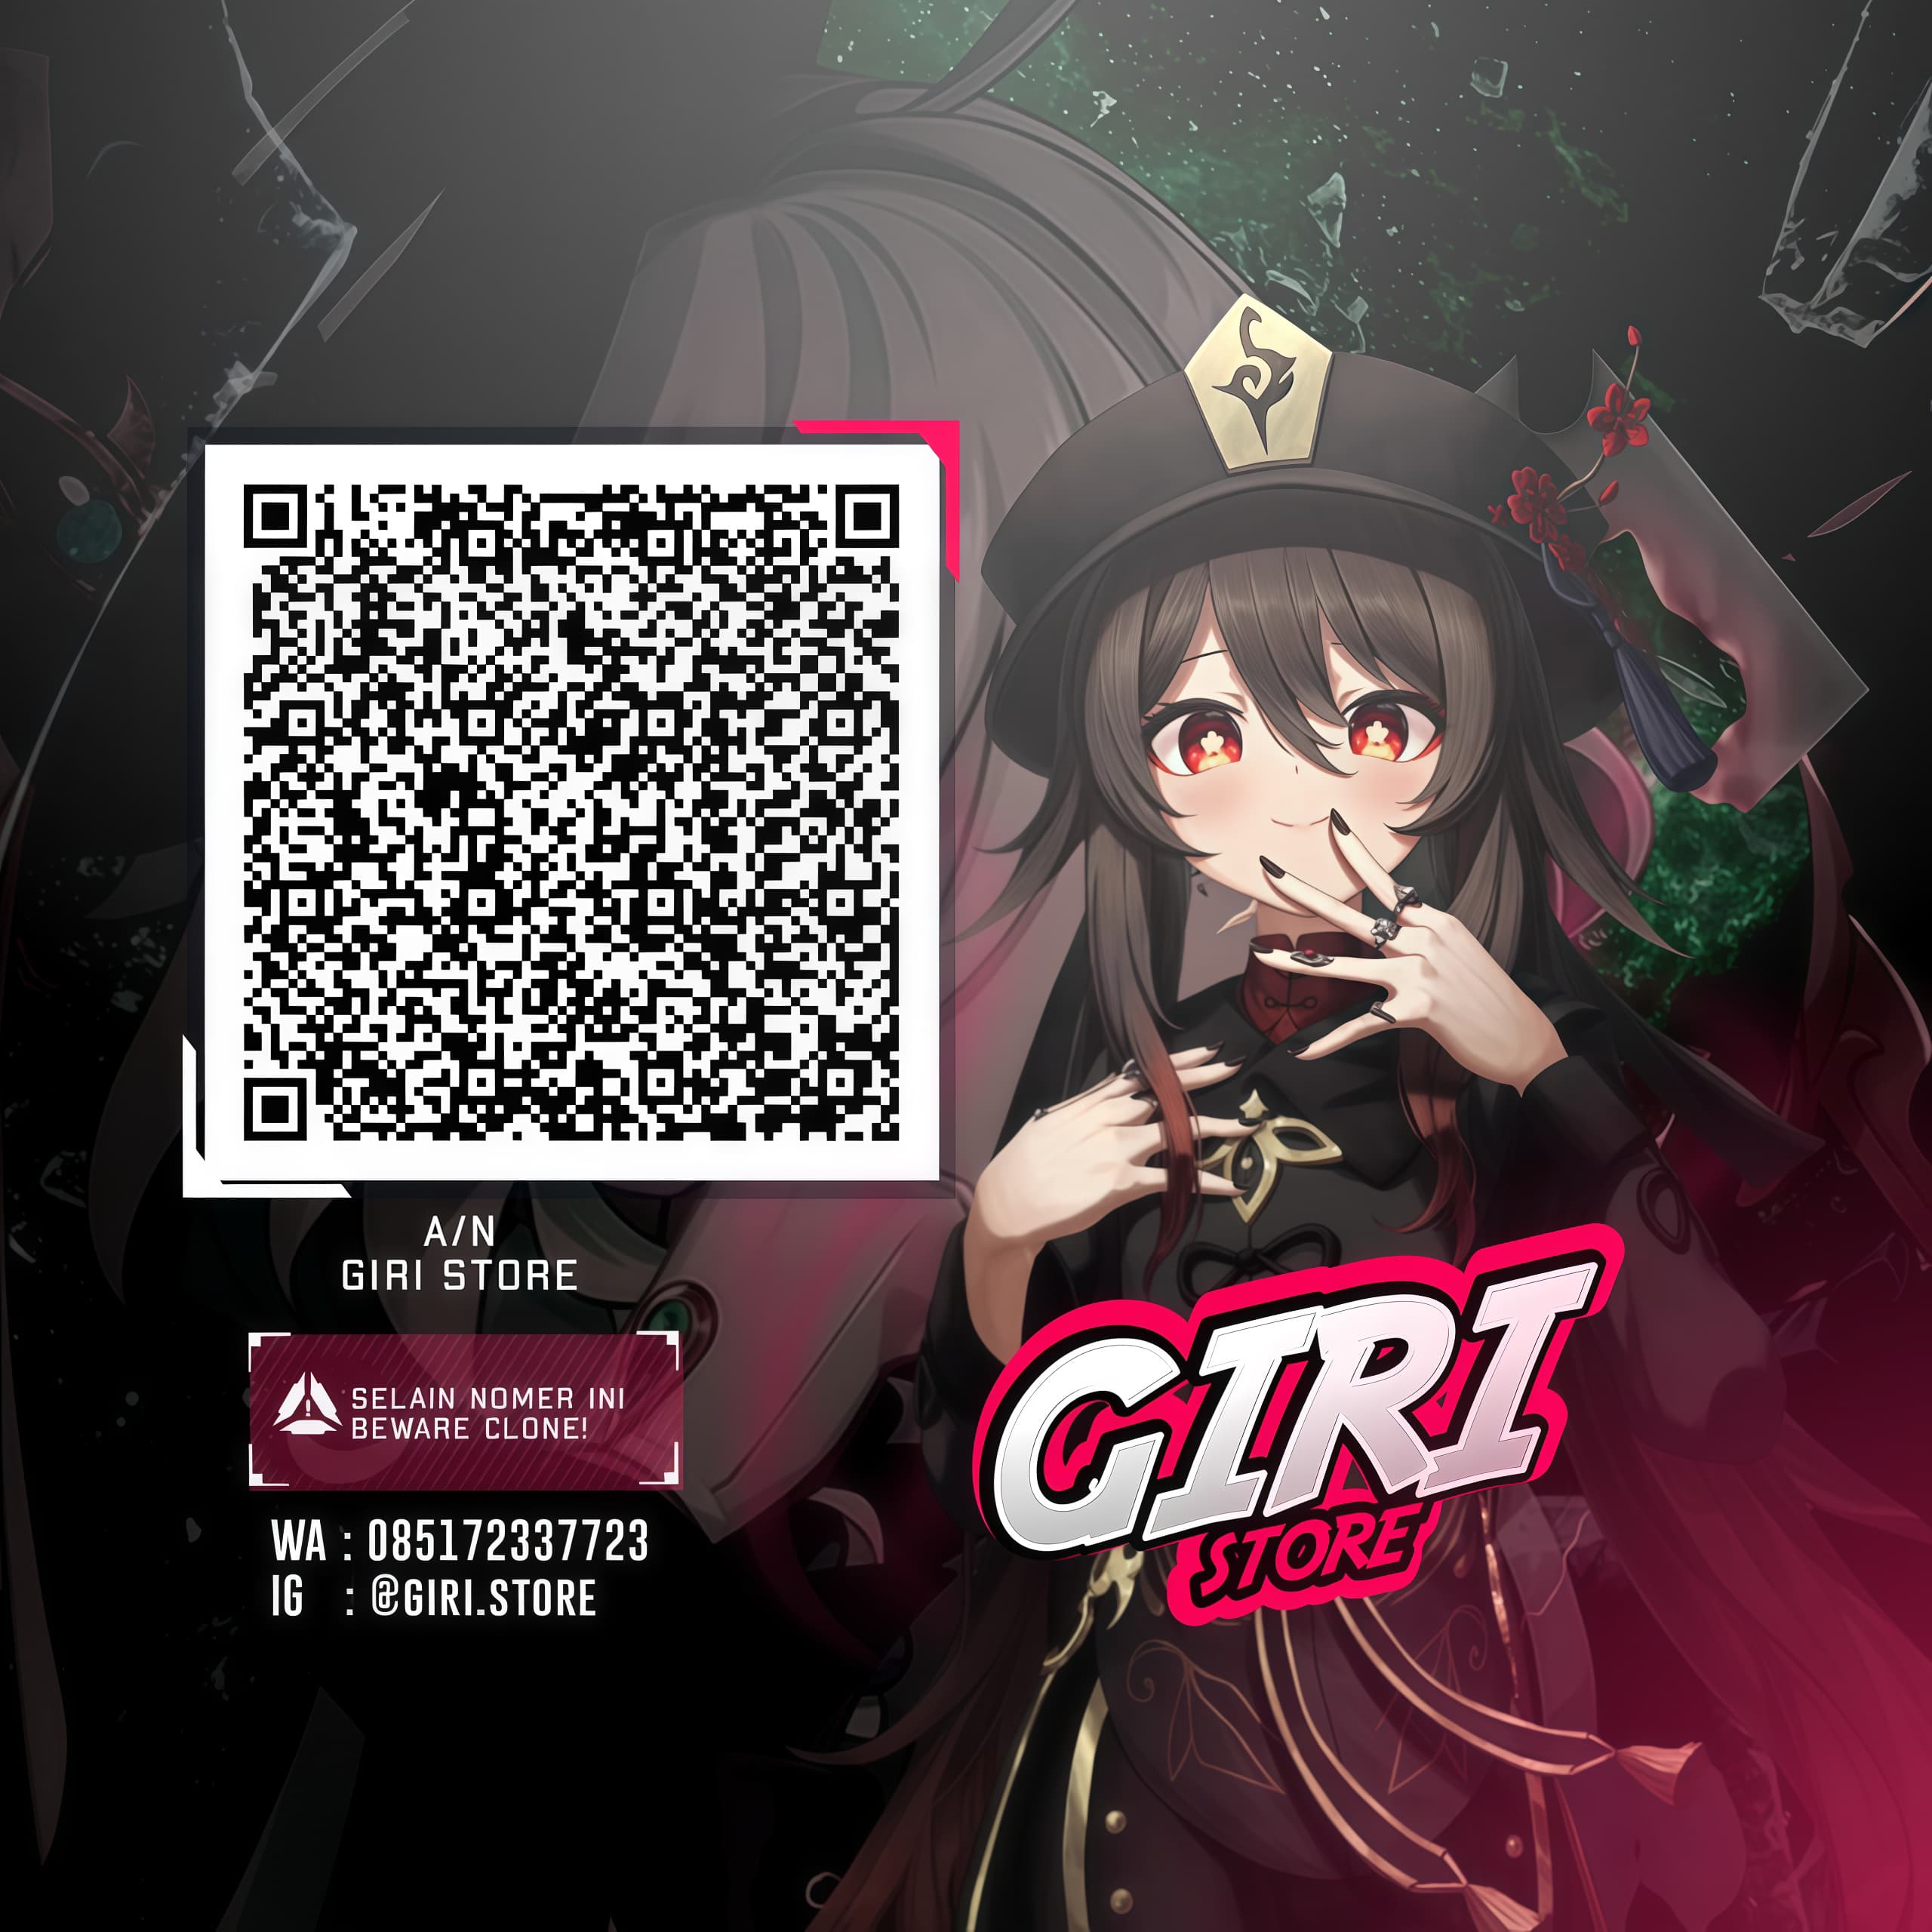 A/N
GIRI STORE
SELAIN NOMER INI
BEWARE CLONE!
WA : 085172337723
IG : @GIRI.STORE
GIRI
STORE